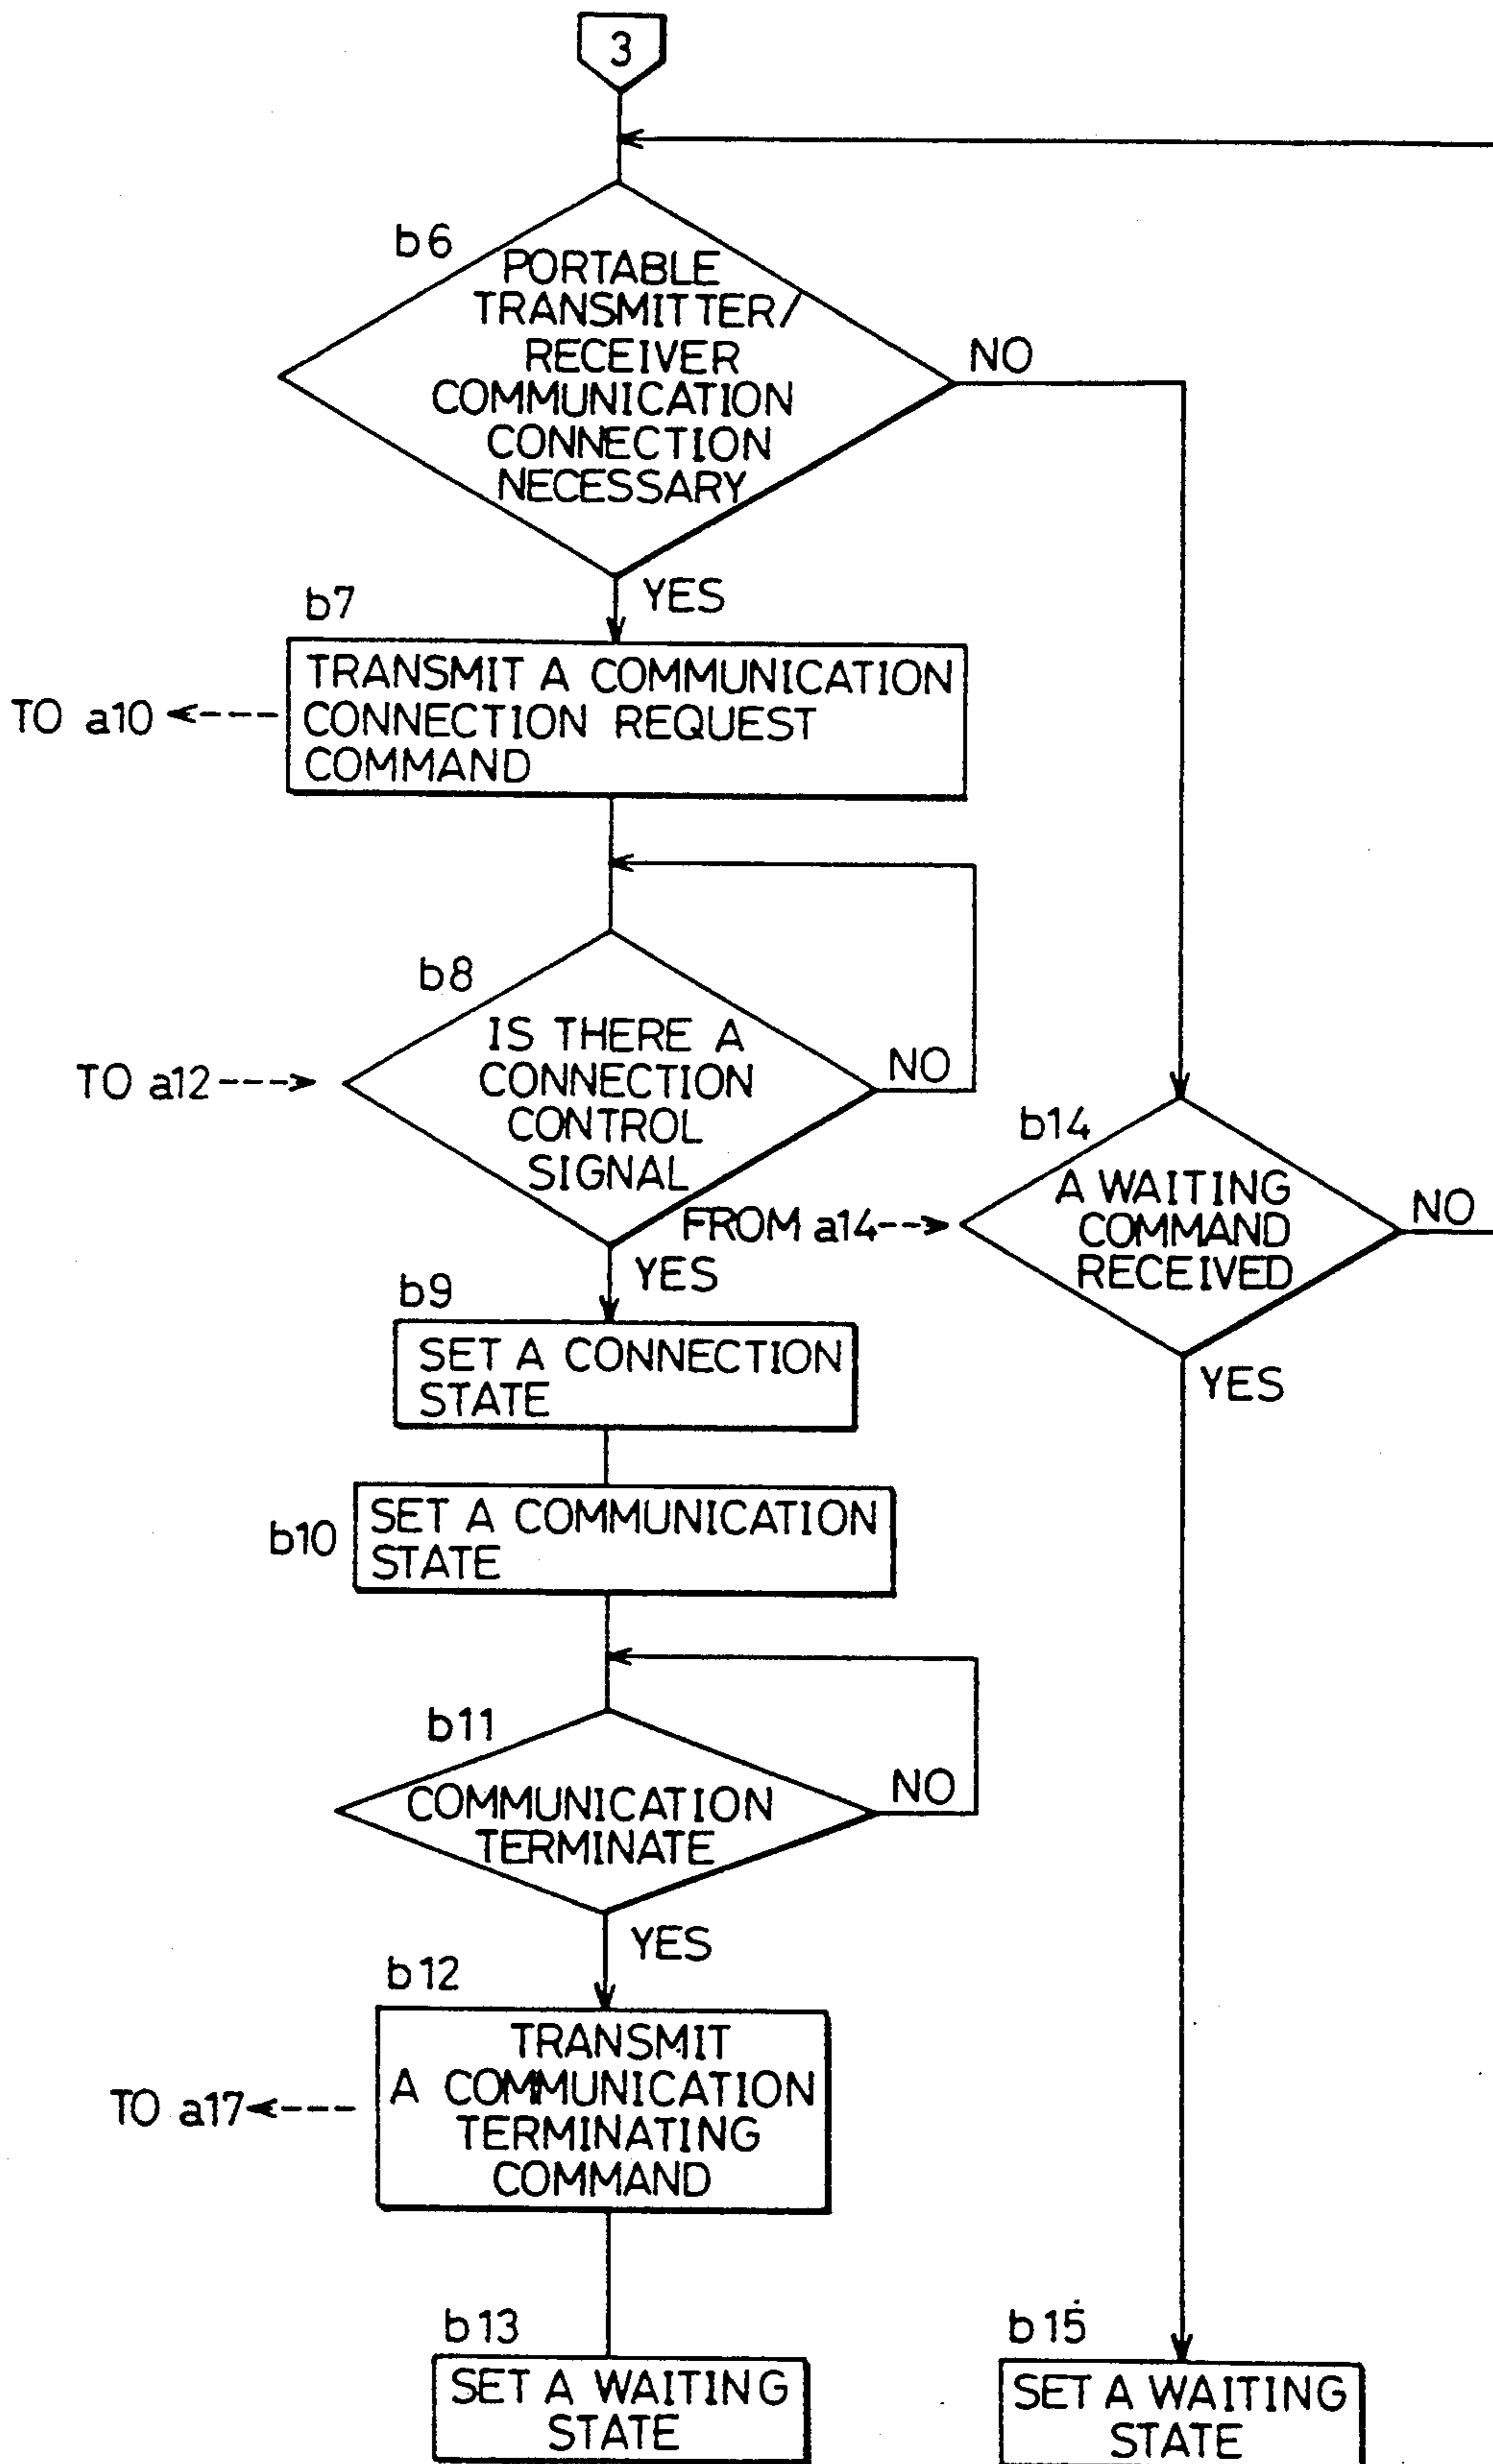 3
b6
PORTABLE
TRANSMITTER/
RECEIVER
COMMUNICATION
CONNECTION
NECESSARY
NO
YES
b7
TRANSMIT A COMMUNICATION
CONNECTION REQUEST
COMMAND
TO a10
b8
IS THERE A
CONNECTION
CONTROL
SIGNAL
NO
TO a12
YES
b14
A WAITING
COMMAND
RECEIVED
FROM a14
NO
YES
b9
SET A CONNECTION
STATE
b10
SET A COMMUNICATION
STATE
b11
COMMUNICATION
TERMINATE
NO
YES
b12
TRANSMIT
A COMMUNICATION
TERMINATING
COMMAND
TO a17
b13
SET A WAITING
STATE
b15
SET A WAITING
STATE